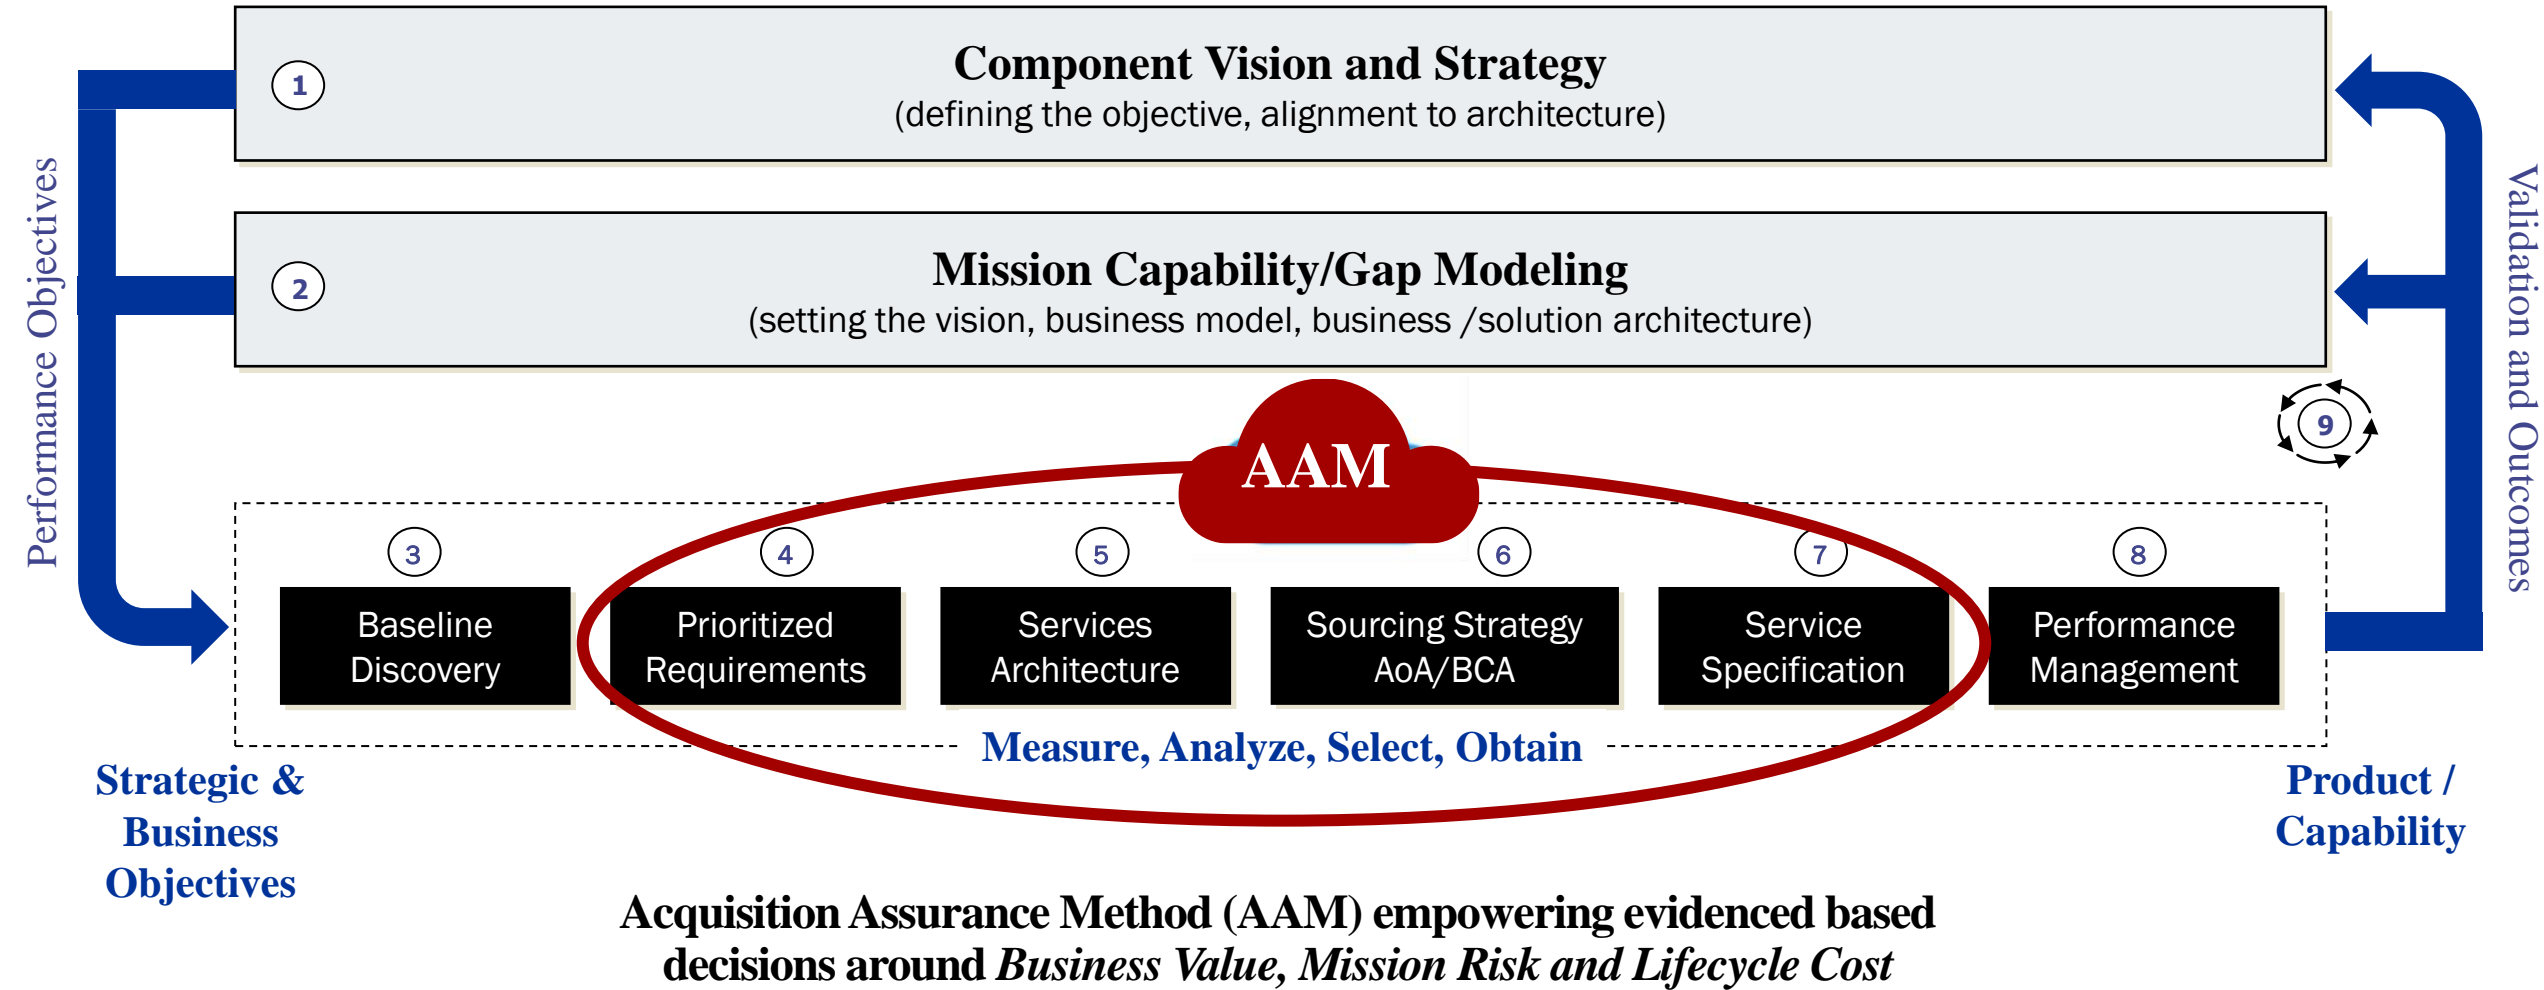 1
Component Vision and Strategy
(defining the objective, alignment to architecture)
2
Mission Capability/Gap Modeling
(setting the vision, business model, business /solution architecture)
Performance Objectives
Validation and Outcomes
9
AAM
3
4
5
6
7
8
Baseline
Discovery
Prioritized
Requirements
Services
Architecture
Sourcing Strategy
AoA/BCA
Service
Specification
Performance
Management
Measure, Analyze, Select, Obtain
Strategic &
Business
Objectives
Product /
Capability
Acquisition Assurance Method (AAM) empowering evidenced based
decisions around Business Value, Mission Risk and Lifecycle Cost